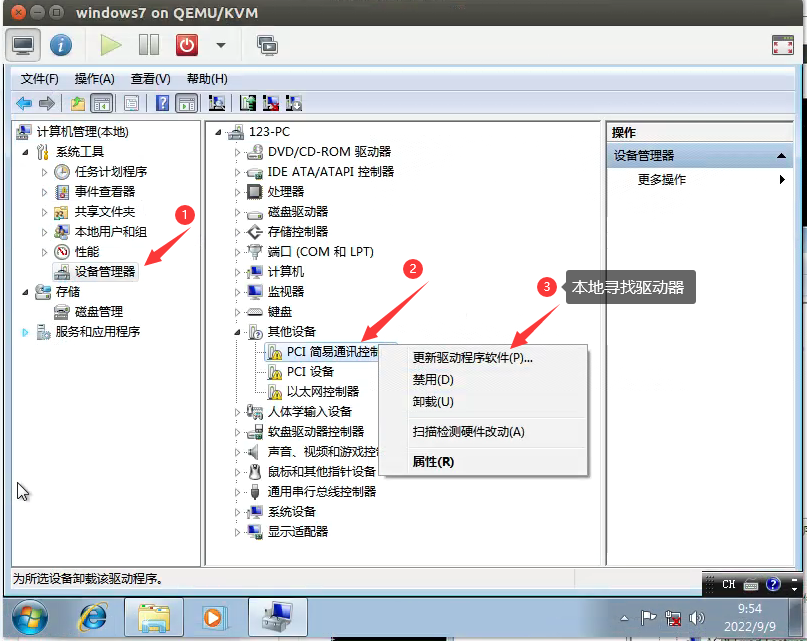 windows7 on QEMU/KVM
文件(F) 操作(A) 查看(V) 帮助(H)
计算机管理(本地)
系统工具
任务计划程序
事件查看器
共享文件夹
本地用户和组
性能
设备管理器
存储
磁盘管理
服务和应用程序
1
123-PC
DVD/CD-ROM 驱动器
IDE ATA/ATAPI 控制器
处理器
磁盘驱动器
存储控制器
端口 (COM 和 LPT)
计算机
监视器
键盘
其他设备
PCI 简易通讯控制
PCI 设备
以太网控制器
人体学输入设备
软盘驱动器控制器
声音、视频和游戏控
鼠标和其他指针设备
通用串行总线控制器
系统设备
显示适配器
2
3 本地寻找驱动器
更新驱动程序软件(P)...
禁用(D)
卸载(U)
扫描检测硬件改动(A)
属性(R)
操作
设备管理器
更多操作
为所选设备卸载该驱动程序。
CH
9:54
2022/9/9